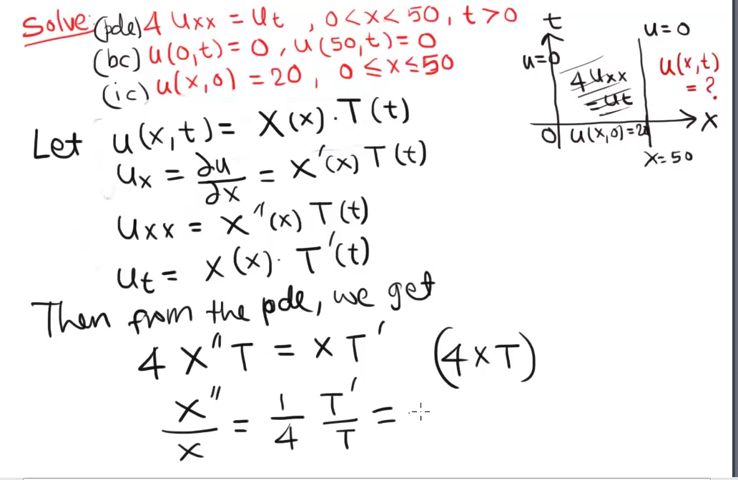 Solve: (pde) 4 Uxx = Ut , 0 < x < 50, t > 0
(bc) u(0,t) = 0, u(50,t) = 0
(ic) u(x,0) = 20, 0 ≤ x ≤ 50
t
u=0
u=0
4Uxx
= Ut
u(x,t)
= ?
0
u(x,0)=20
x
x=50
Let u(x,t) = X(x)·T(t)
ux = ∂u/∂x = X'(x) T(t)
uxx = X''(x) T(t)
ut = X(x)· T'(t)
Then from the pde, we get
4 X''T = X T' (4XT)
X''/X = 1/4 T'/T =